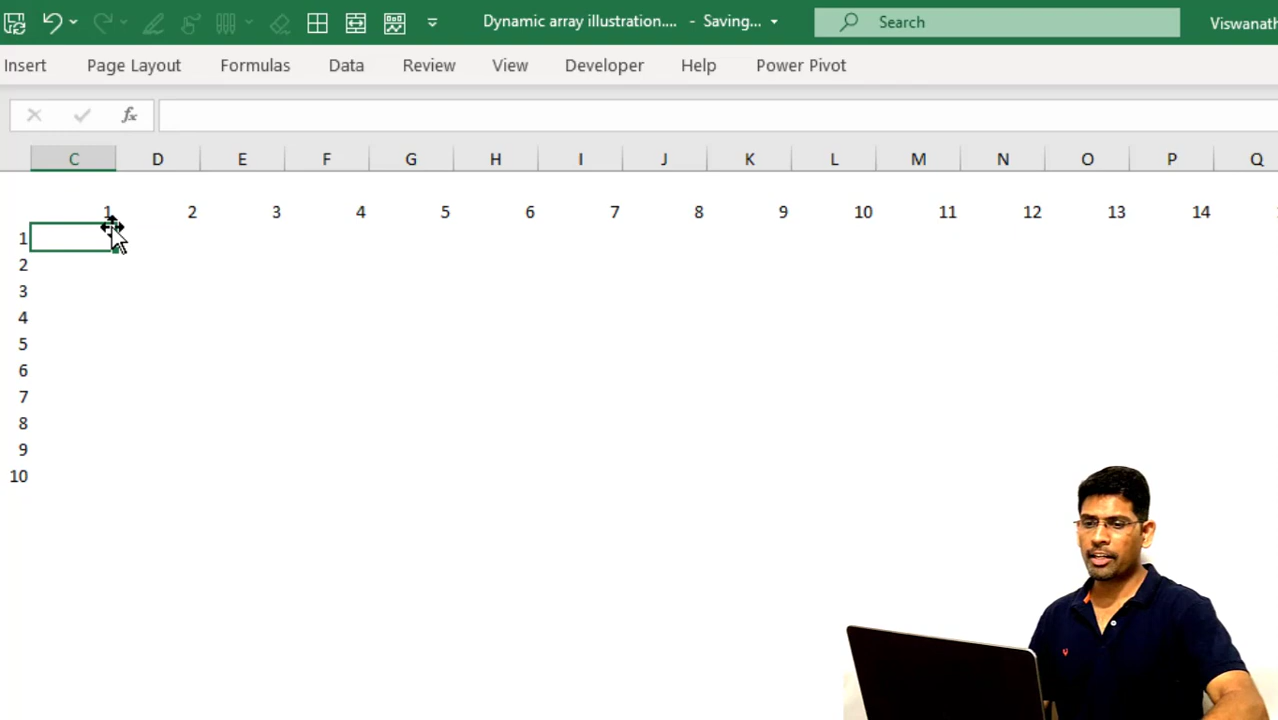 Dynamic array illustration.... - Saving... Search Viswanath
Insert Page Layout Formulas Data Review View Developer Help Power Pivot
fx
C D E F G H I J K L M N O P Q
1 2 3 4 5 6 7 8 9 10 11 12 13 14
1
2
3
4
5
6
7
8
9
10